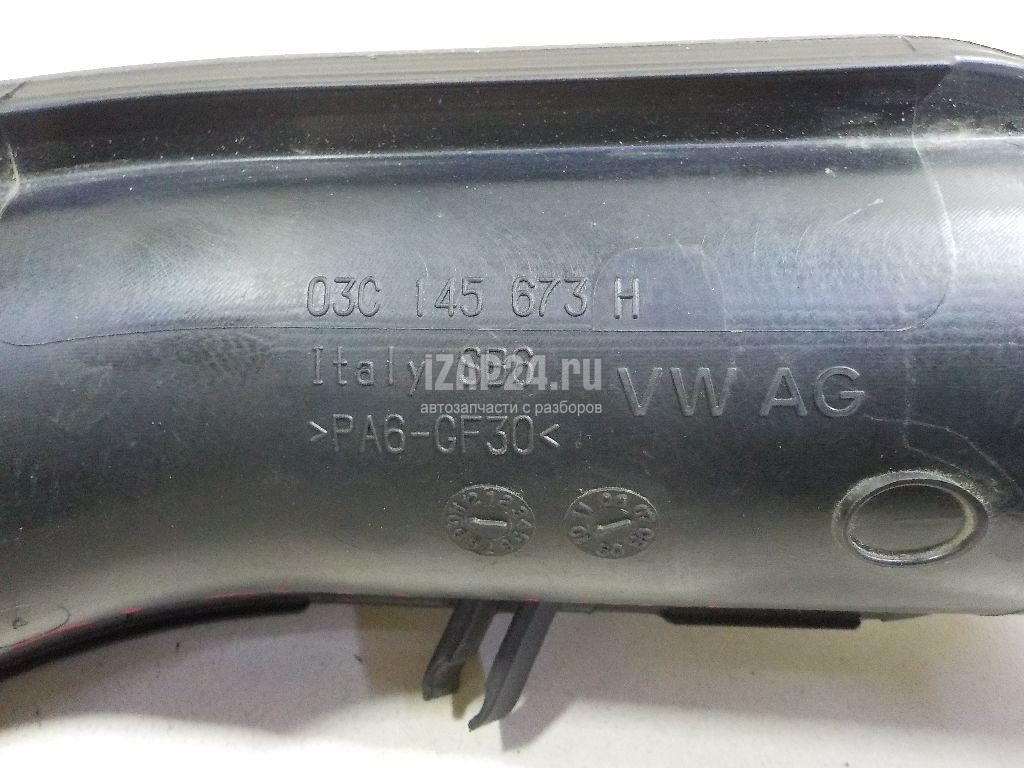 03C 145 673 H
Italy
VW AG
>PA6-GF30<
iZAP24.ru
автозапчасти с разборов